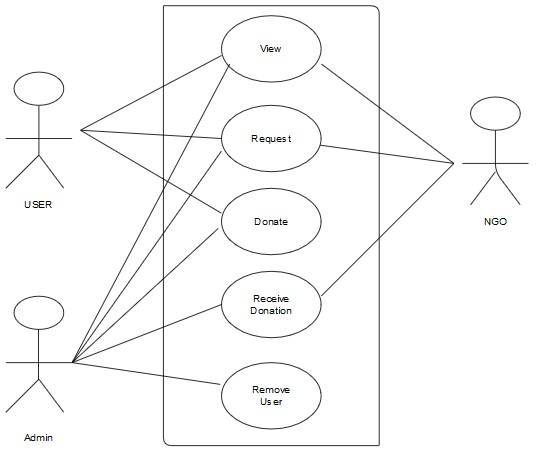 View
Request
Donate
Receive
Donation
Remove
User
USER
Admin
NGO